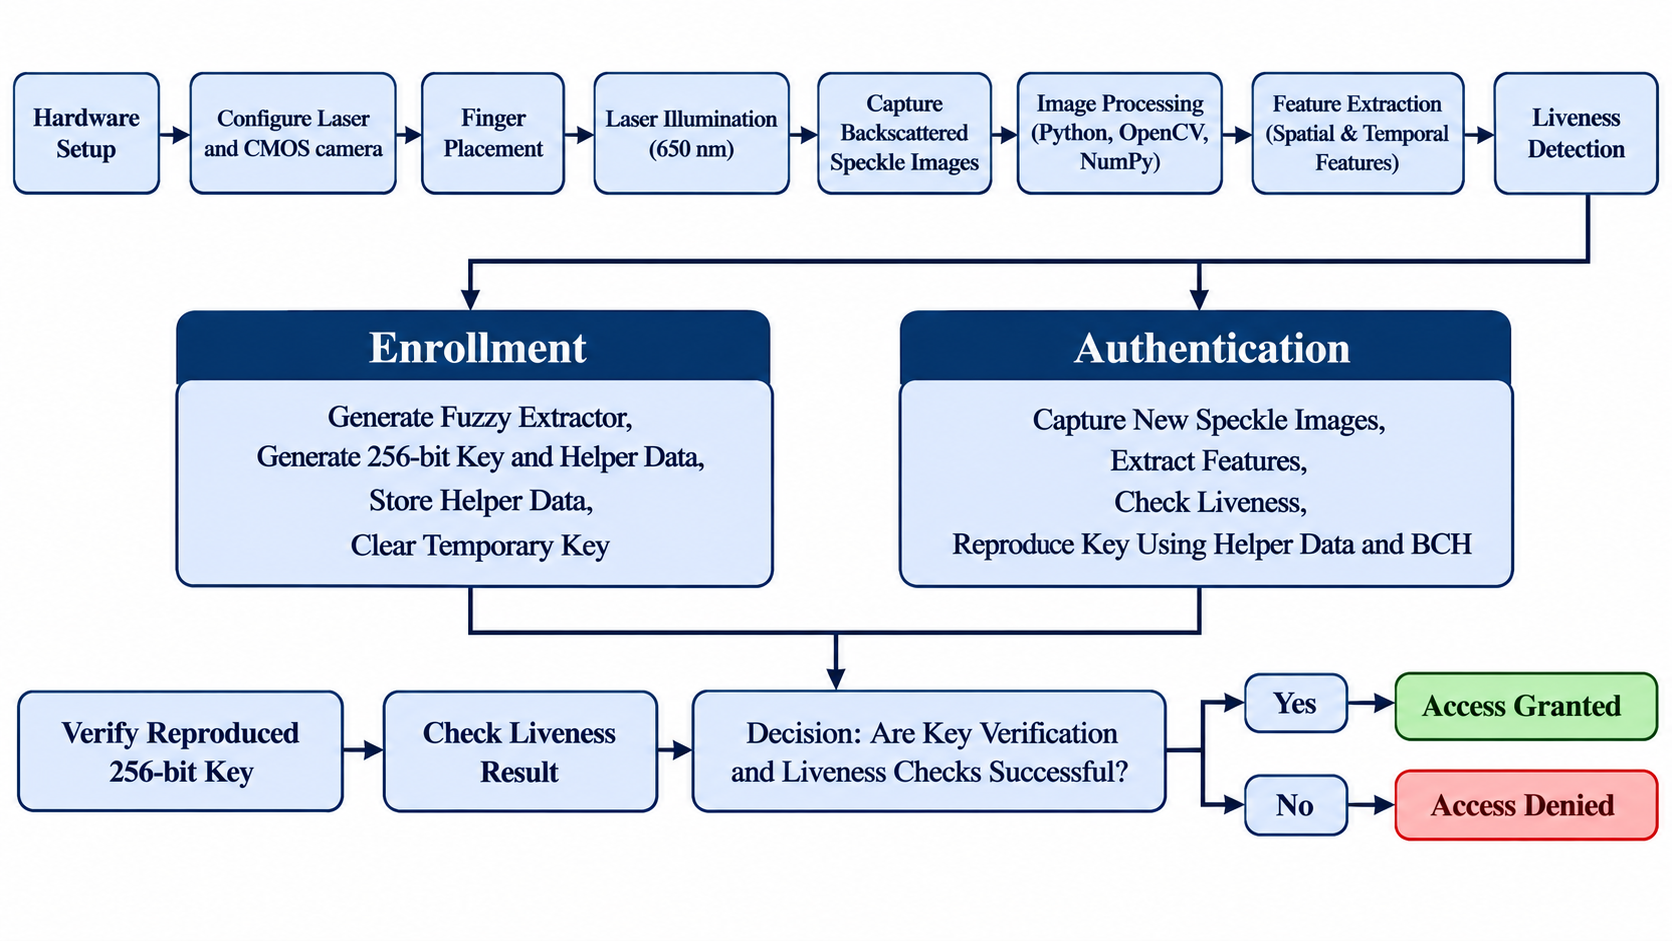 Hardware
Setup
Configure Laser
and CMOS camera
Finger
Placement
Laser Illumination
(650 nm)
Capture
Backscattered
Speckle Images
Image Processing
(Python, OpenCV,
NumPy)
Feature Extraction
(Spatial & Temporal
Features)
Liveness
Detection
Enrollment
Generate Fuzzy Extractor,
Generate 256-bit Key and Helper Data,
Store Helper Data,
Clear Temporary Key
Authentication
Capture New Speckle Images,
Extract Features,
Check Liveness,
Reproduce Key Using Helper Data and BCH
Verify Reproduced
256-bit Key
Check Liveness
Result
Decision: Are Key Verification
and Liveness Checks Successful?
Yes
Access Granted
No
Access Denied